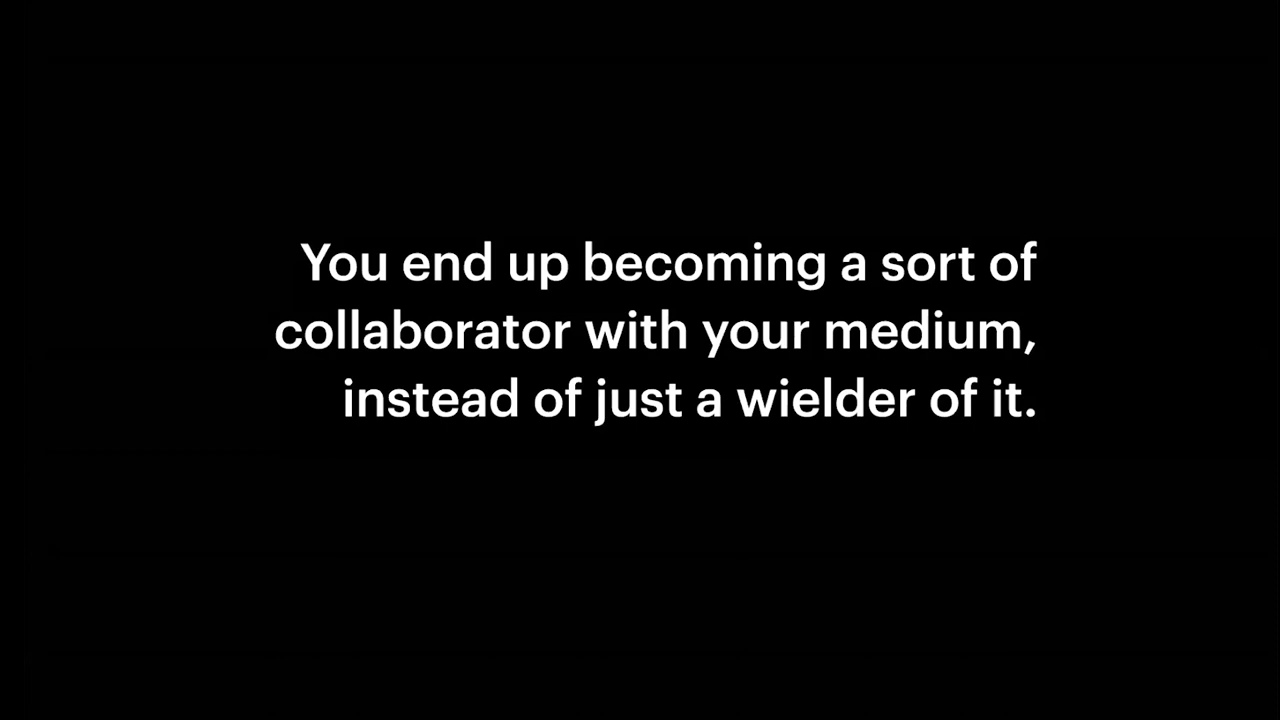 You end up becoming a sort of
collaborator with your medium,
instead of just a wielder of it.